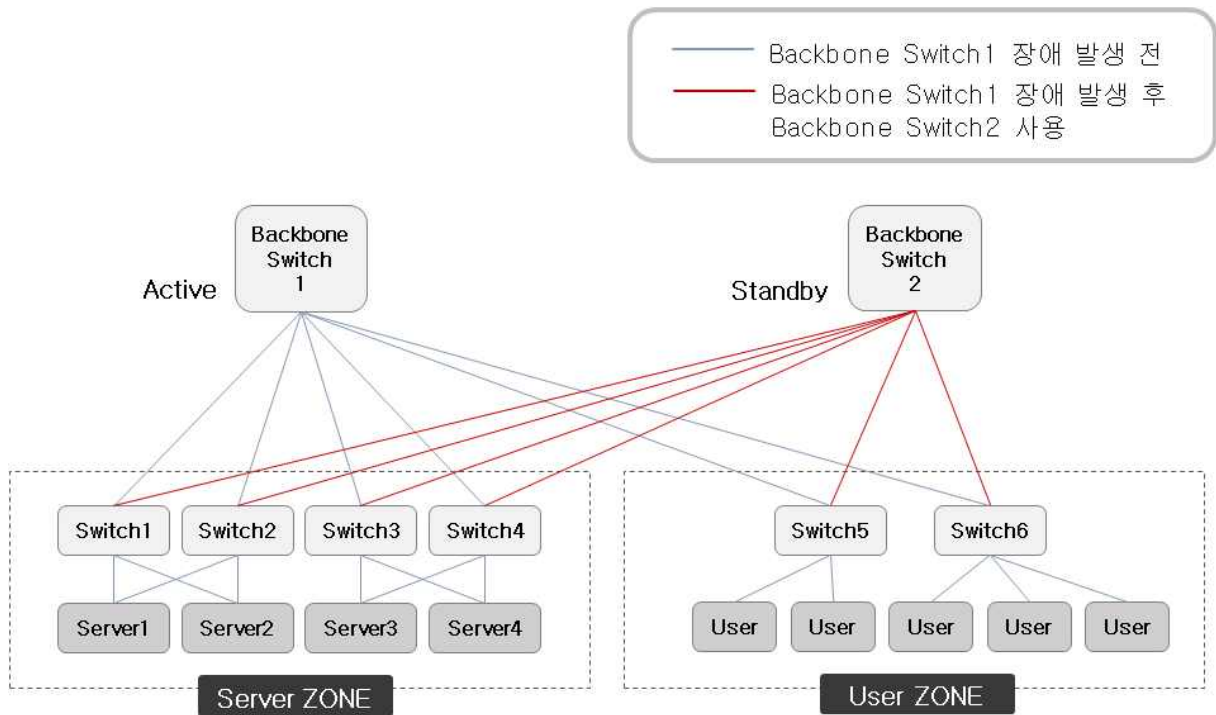 Backbone Switch1 장애 발생 전
Backbone Switch1 장애 발생 후
Backbone Switch2 사용
Backbone
Switch
1
Active
Backbone
Switch
2
Standby
Switch1
Switch2
Switch3
Switch4
Switch5
Switch6
Server1
Server2
Server3
Server4
User
User
User
User
User
Server ZONE
User ZONE